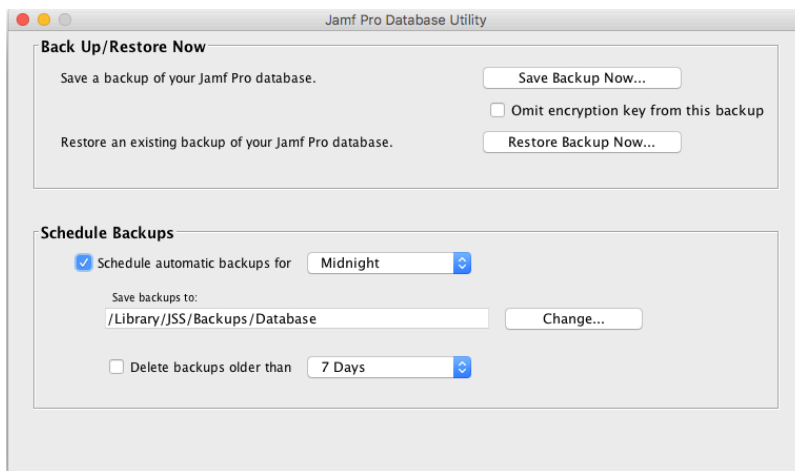 Jamf Pro Database Utility
Back Up/Restore Now
Save a backup of your Jamf Pro database.
Save Backup Now...
Omit encryption key from this backup
Restore an existing backup of your Jamf Pro database.
Restore Backup Now...
Schedule Backups
Schedule automatic backups for
Midnight
Save backups to:
/Library/JSS/Backups/Database
Change...
Delete backups older than
7 Days